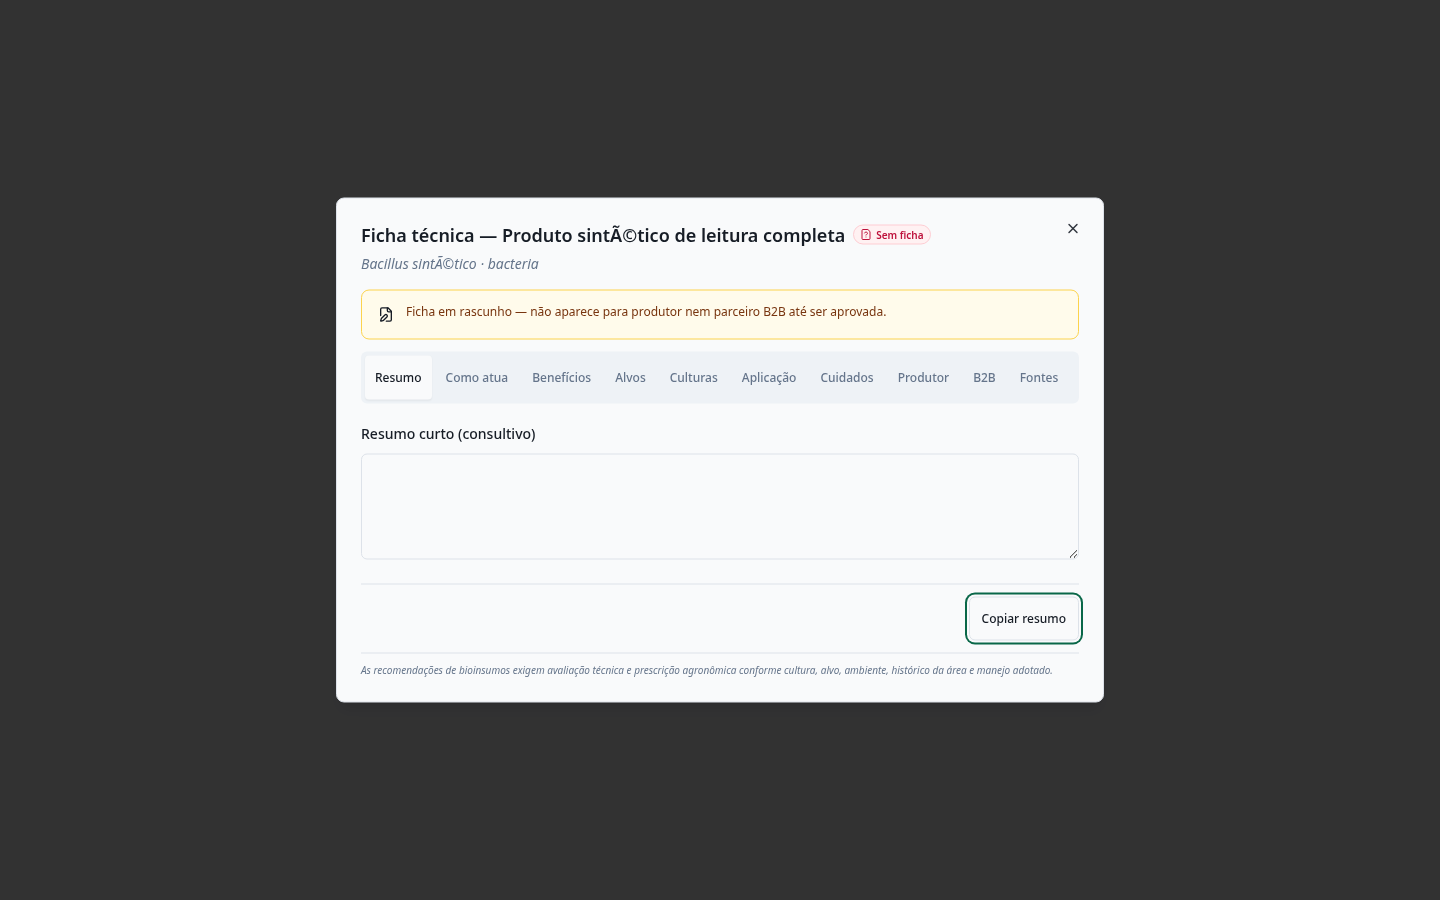 Ficha técnica — Produto sintÃ©tico de leitura completa Sem ficha
Bacillus sintÃ©tico · bacteria
Ficha em rascunho — não aparece para produtor nem parceiro B2B até ser aprovada.
Resumo Como atua Benefícios Alvos Culturas Aplicação Cuidados Produtor B2B Fontes
Resumo curto (consultivo)
Copiar resumo
As recomendações de bioinsumos exigem avaliação técnica e prescrição agronômica conforme cultura, alvo, ambiente, histórico da área e manejo adotado.